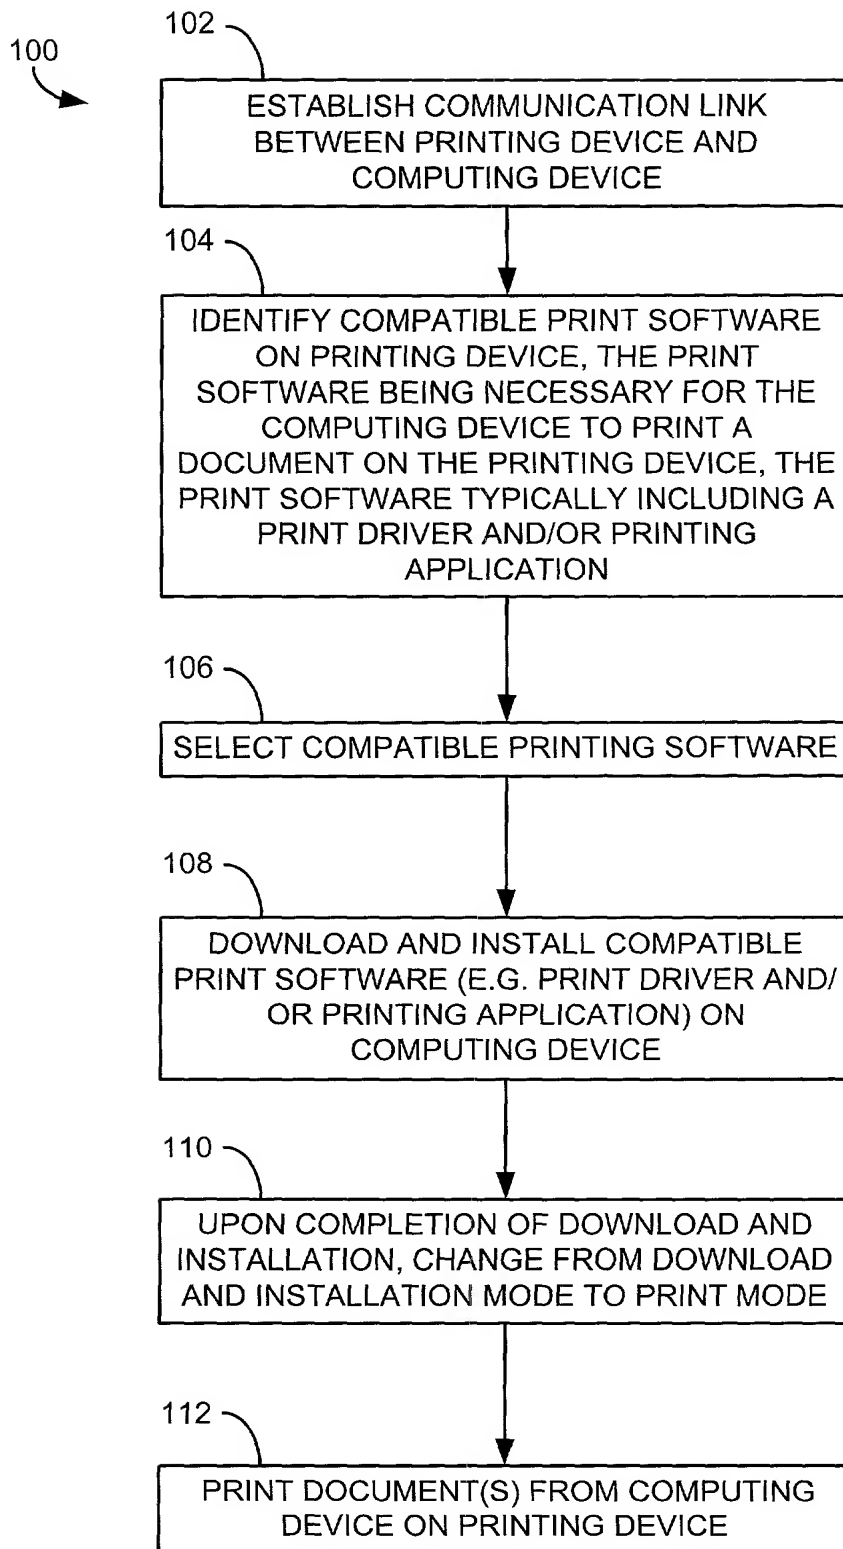 100
102
ESTABLISH COMMUNICATION LINK
BETWEEN PRINTING DEVICE AND
COMPUTING DEVICE
104
IDENTIFY COMPATIBLE PRINT SOFTWARE
ON PRINTING DEVICE, THE PRINT
SOFTWARE BEING NECESSARY FOR THE
COMPUTING DEVICE TO PRINT A
DOCUMENT ON THE PRINTING DEVICE, THE
PRINT SOFTWARE TYPICALLY INCLUDING A
PRINT DRIVER AND/OR PRINTING
APPLICATION
106
SELECT COMPATIBLE PRINTING SOFTWARE
108
DOWNLOAD AND INSTALL COMPATIBLE
PRINT SOFTWARE (E.G. PRINT DRIVER AND/
OR PRINTING APPLICATION) ON
COMPUTING DEVICE
110
UPON COMPLETION OF DOWNLOAD AND
INSTALLATION, CHANGE FROM DOWNLOAD
AND INSTALLATION MODE TO PRINT MODE
112
PRINT DOCUMENT(S) FROM COMPUTING
DEVICE ON PRINTING DEVICE